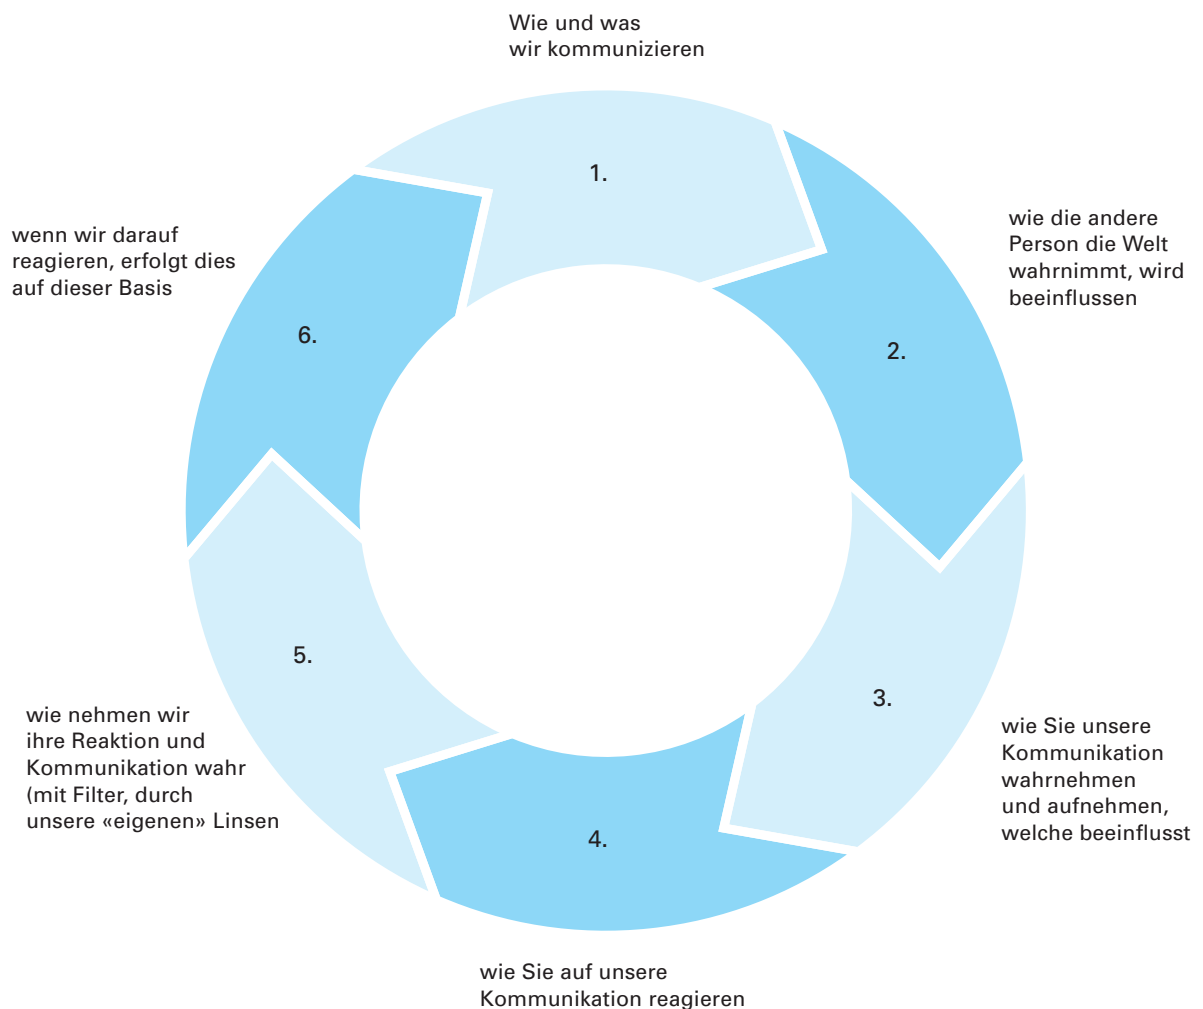 Wie und was
wir kommunizieren
1.
wie die andere
Person die Welt
wahrnimmt, wird
beeinflussen
2.
wie Sie unsere
Kommunikation
wahrnehmen
und aufnehmen,
welche beeinflusst
3.
wie Sie auf unsere
Kommunikation reagieren
4.
wie nehmen wir
ihre Reaktion und
Kommunikation wahr
(mit Filter, durch
unsere «eigenen» Linsen
5.
wenn wir darauf
reagieren, erfolgt dies
auf dieser Basis
6.